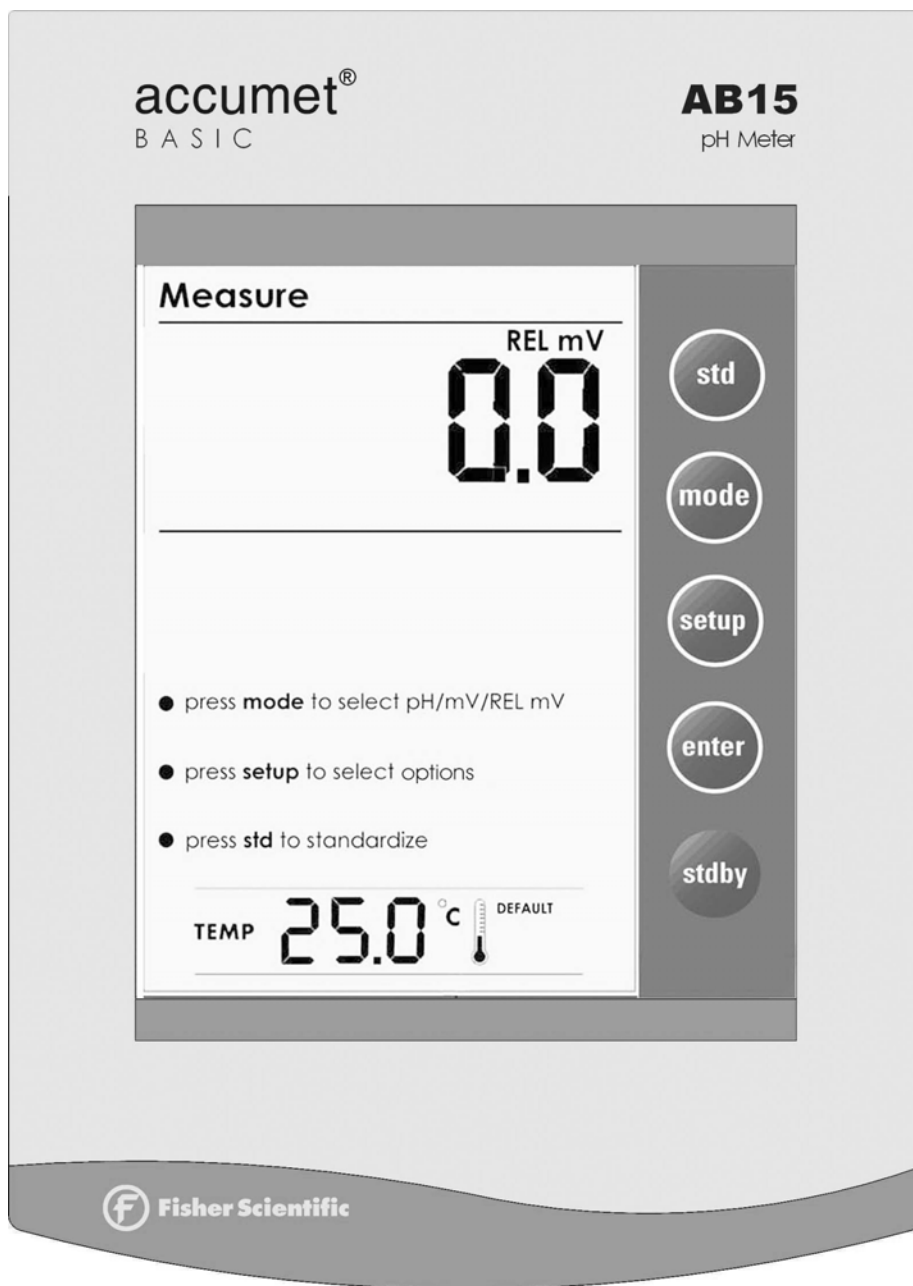 accumet®
BASIC
AB15
pH Meter
Measure
REL mV
0.0
● press mode to select pH/mV/REL mV
● press setup to select options
● press std to standardize
TEMP 25.0 °C DEFAULT
std
mode
setup
enter
stdby
F Fisher Scientific